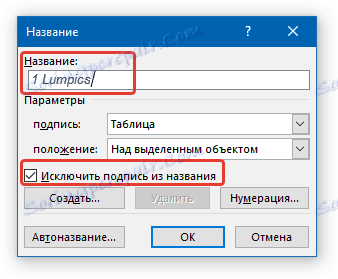 Название
Название:
1 Lumpics
Параметры
подпись: Таблица
положение: Над выделенным объектом
Исключить подпись из названия
Создать... Удалить Нумерация...
Автоназвание... ОК Отмена